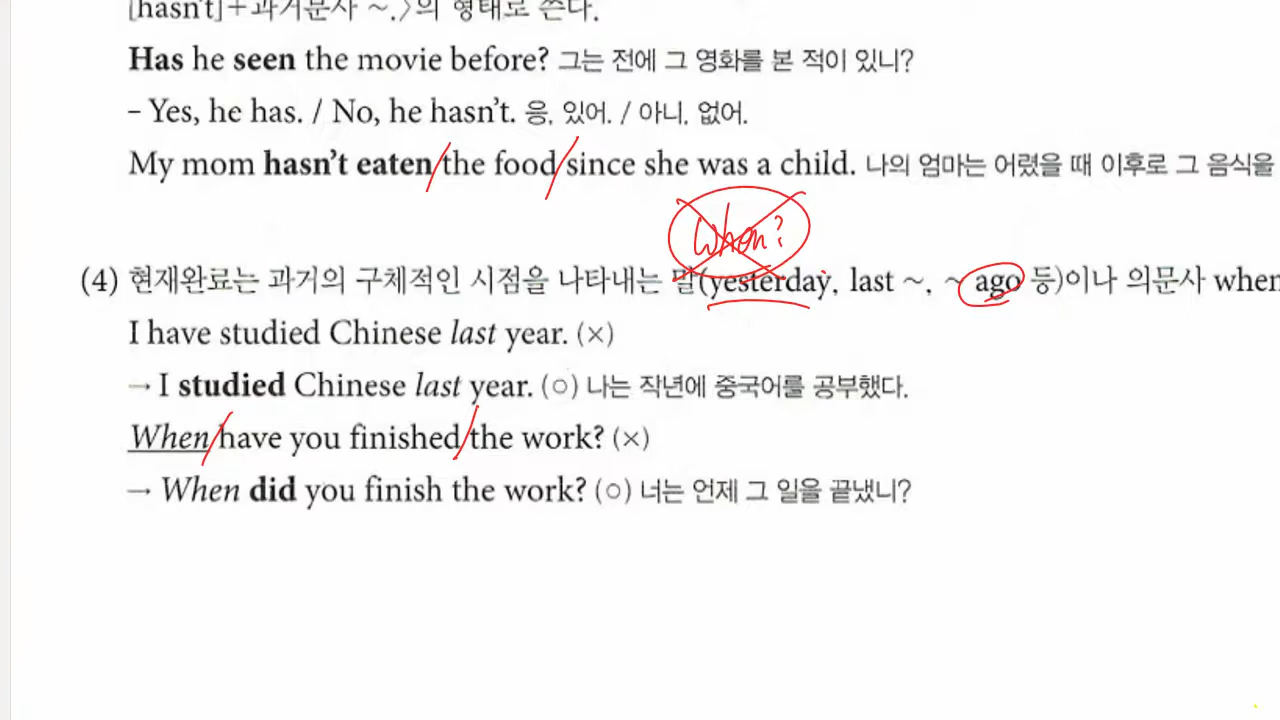 [hasn't]+과거분사 ~.>의 형태로 쓴다.
Has he seen the movie before? 그는 전에 그 영화를 본 적이 있니?
– Yes, he has. / No, he hasn't. 응, 있어. / 아니, 없어.
My mom hasn't eaten the food since she was a child. 나의 엄마는 어렸을 때 이후로 그 음식을
When?
(4) 현재완료는 과거의 구체적인 시점을 나타내는 말(yesterday, last ~, ~ ago 등)이나 의문사 when
I have studied Chinese last year. (×)
→ I studied Chinese last year. (○) 나는 작년에 중국어를 공부했다.
When have you finished the work? (×)
→ When did you finish the work? (○) 너는 언제 그 일을 끝냈니?